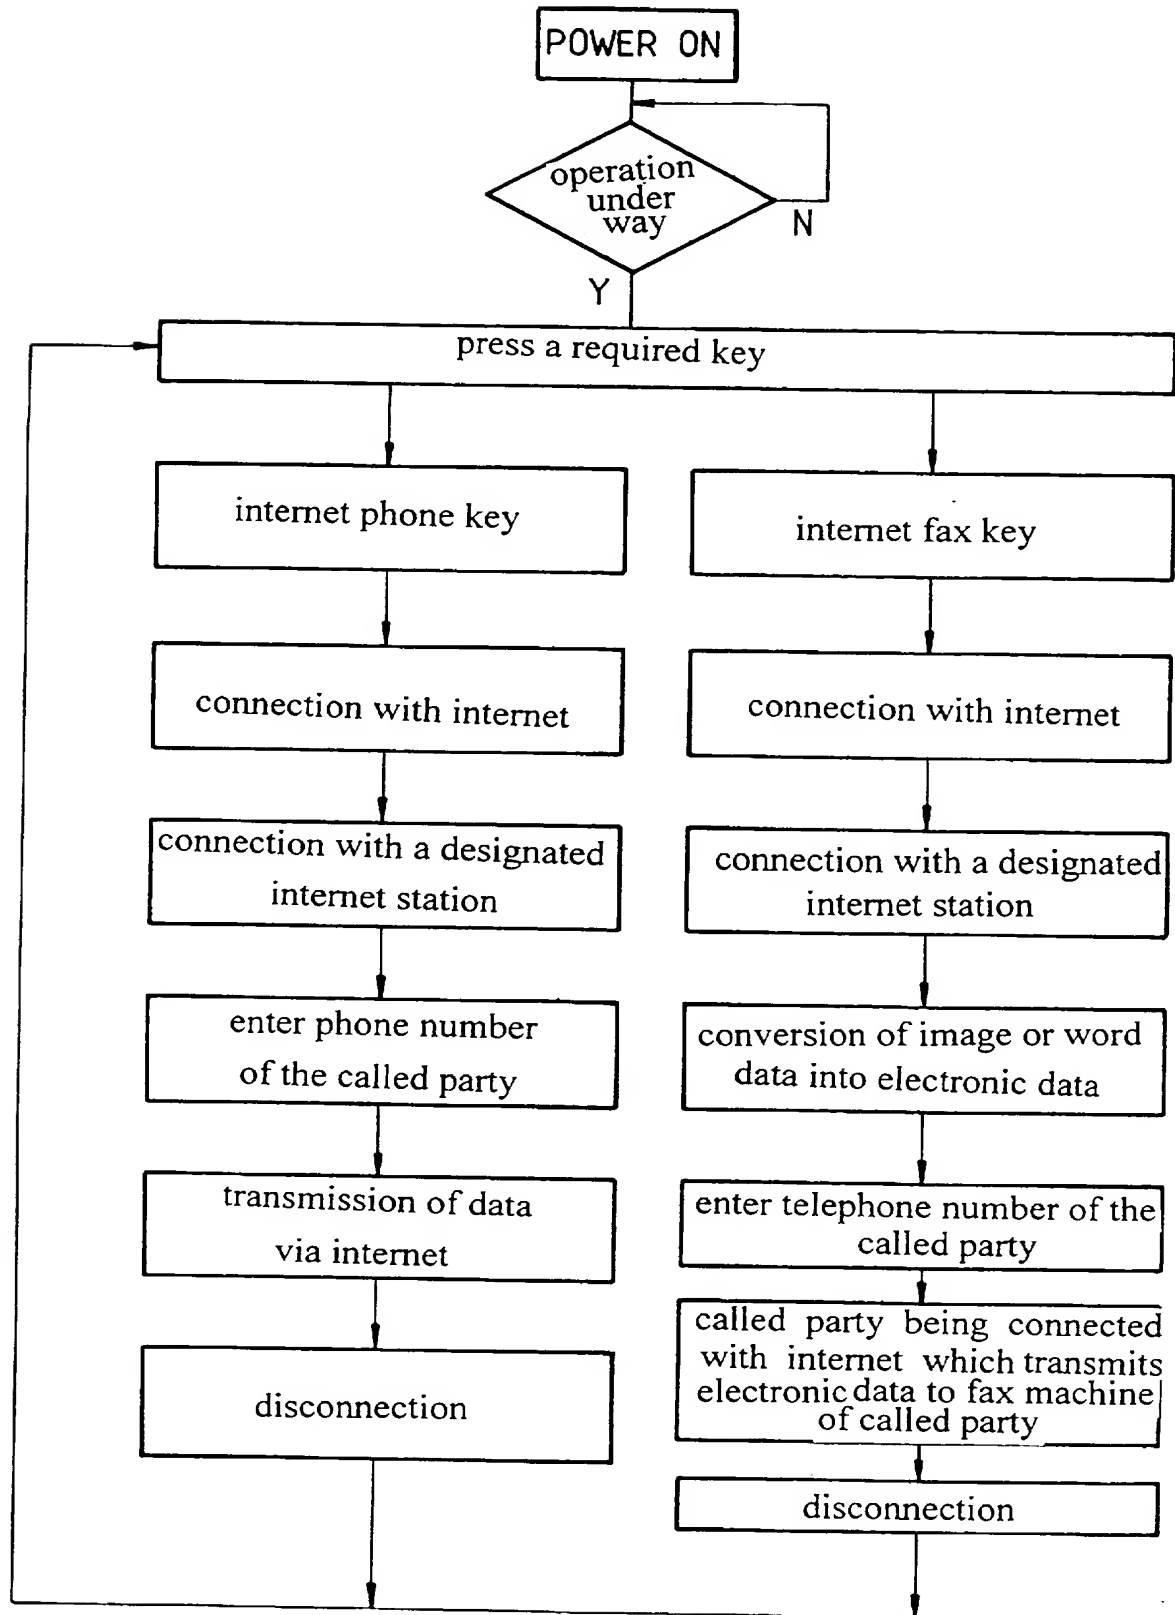 POWER ON
operation
under
way
N
Y
press a required key
internet phone key
connection with internet
connection with a designated
internet station
enter phone number
of the called party
transmission of data
via internet
disconnection
internet fax key
connection with internet
connection with a designated
internet station
conversion of image or word
data into electronic data
enter telephone number of the
called party
called party being connected
with internet which transmits
electronic data to fax machine
of called party
disconnection